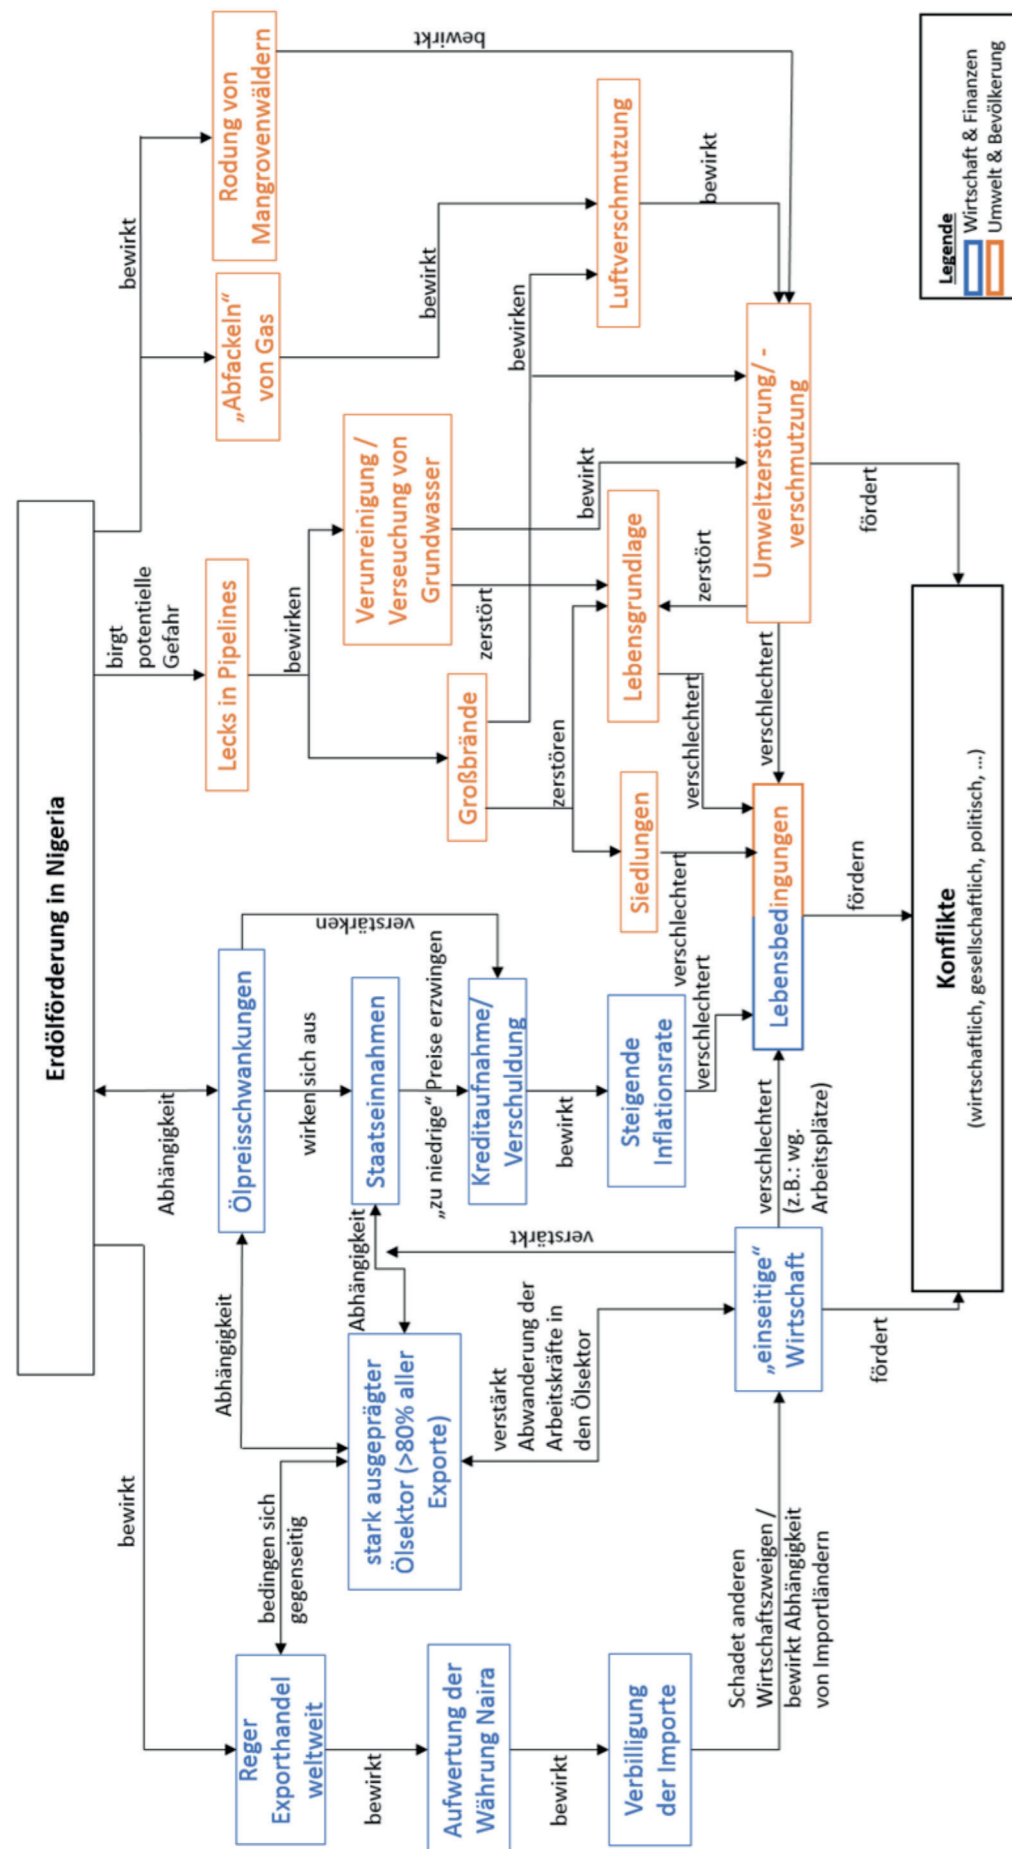 Erdölförderung in Nigeria
bewirkt
Abhängigkeit
birgt
potentielle
Gefahr
bewirkt
Reger
Exporthandel
weltweit
bedingen sich
gegenseitig
Abhängigkeit
Ölpreisschwankungen
Lecks in Pipelines
„Abfackeln“
von Gas
Rodung von
Mangrovenwäldern
bewirkt
wirken sich aus
verstärken
bewirken
bewirkt
bewirkt
stark ausgeprägter
Ölsektor (>80% aller
Exporte)
Abhängigkeit
Staatseinnahmen
Verunreinigung /
Verseuchung von
Grundwasser
Aufwertung der
Währung Naira
„zu niedrige“ Preise erzwingen
Kreditaufnahme/
Verschuldung
Großbrände
zerstört
bewirken
bewirkt
verstärkt
Abwanderung der
Arbeitskräfte in
den Ölsektor
verstärkt
bewirkt
zerstören
bewirkt
Verbilligung
der Importe
Steigende
Inflationsrate
Siedlungen
Lebensgrundlage
Luftverschmutzung
verschlechtert
verschlechtert
verschlechtert
zerstört
bewirkt
Schadet anderen
Wirtschaftszweigen /
bewirkt Abhängigkeit
von Importländern
„einseitige“
Wirtschaft
verschlechtert
(z.B.: wg.
Arbeitsplätze)
Lebensbedingungen
verschlechtert
Umweltzerstörung/ -
verschmutzung
fördert
fördern
fördert
Konflikte
(wirtschaftlich, gesellschaftlich, politisch, …)
Legende
Wirtschaft & Finanzen
Umwelt & Bevölkerung